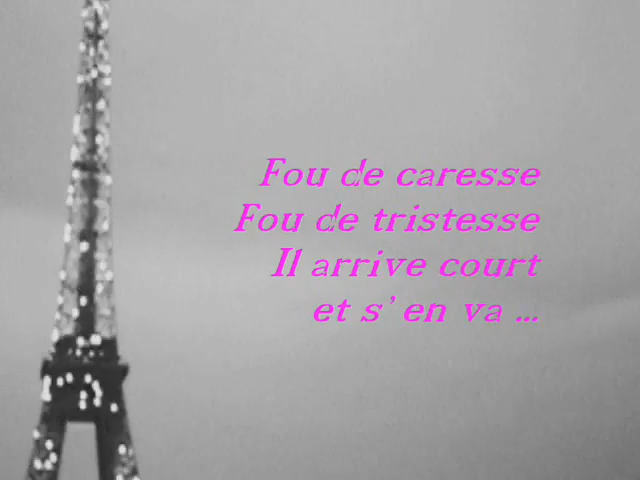 Fou de caresse
Fou de tristesse
Il arrive court
et s'en va ...